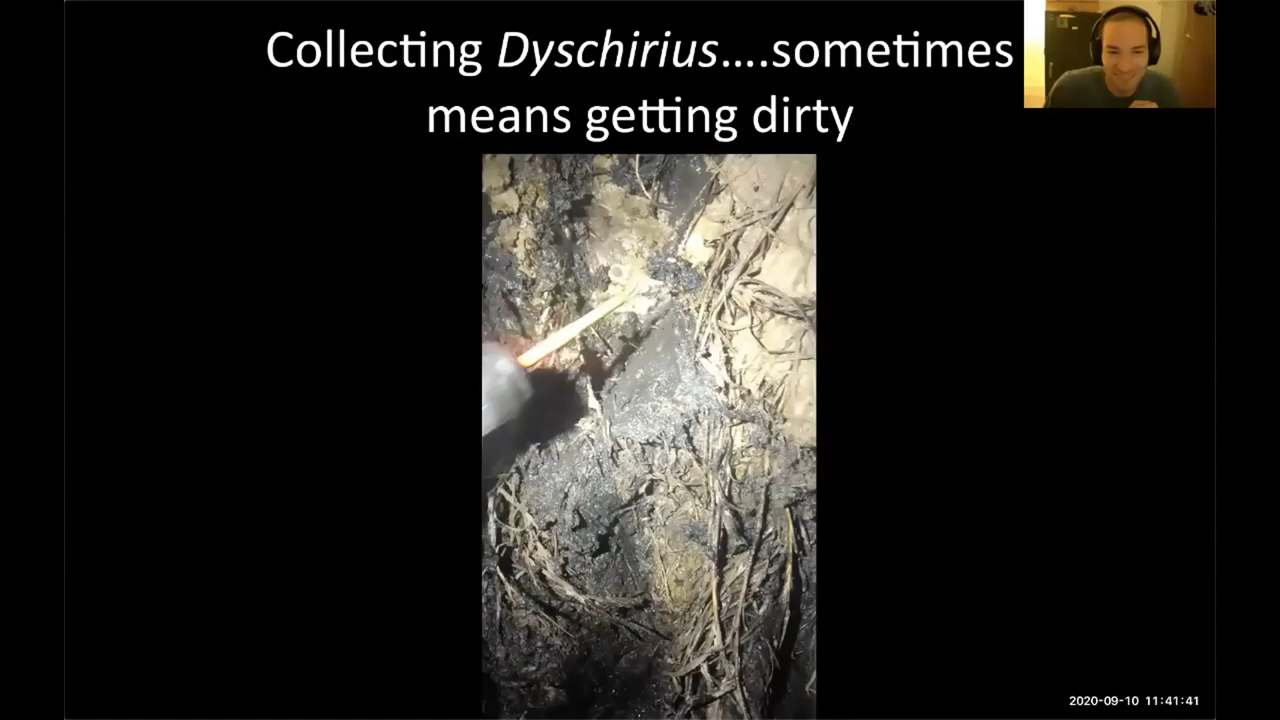 Collecting Dyschirius....sometimes
means getting dirty
2020-09-10 11:41:41